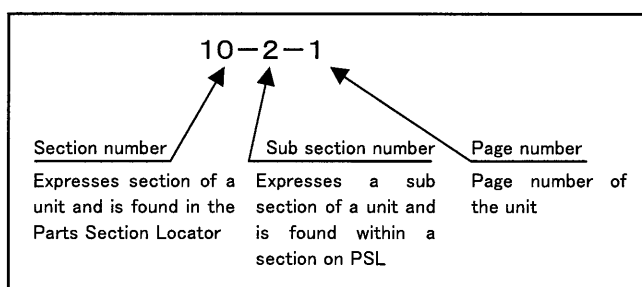 10-2-1
Section number
Expresses section of a
unit and is found in the
Parts Section Locator
Sub section number
Expresses a sub
section of a unit and
is found within a
section on PSL
Page number
Page number of
the unit